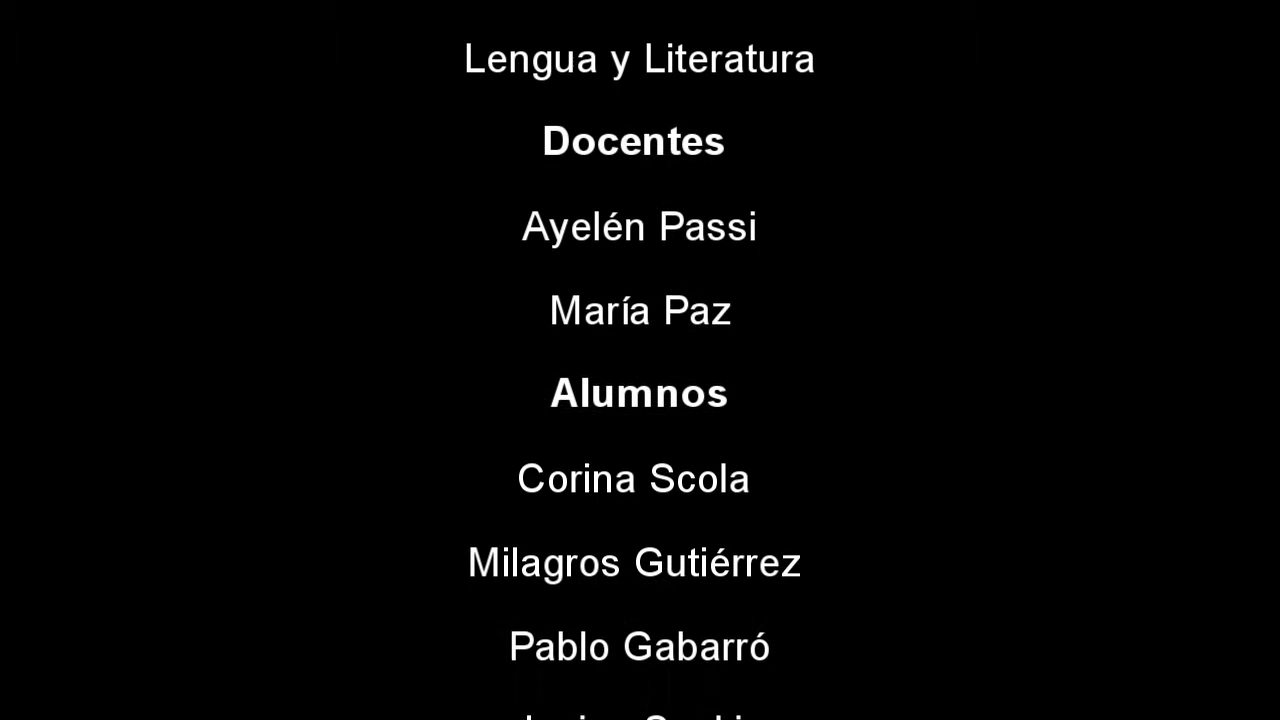 Lengua y Literatura
Docentes
Ayelén Passi
María Paz
Alumnos
Corina Scola
Milagros Gutiérrez
Pablo Gabarró